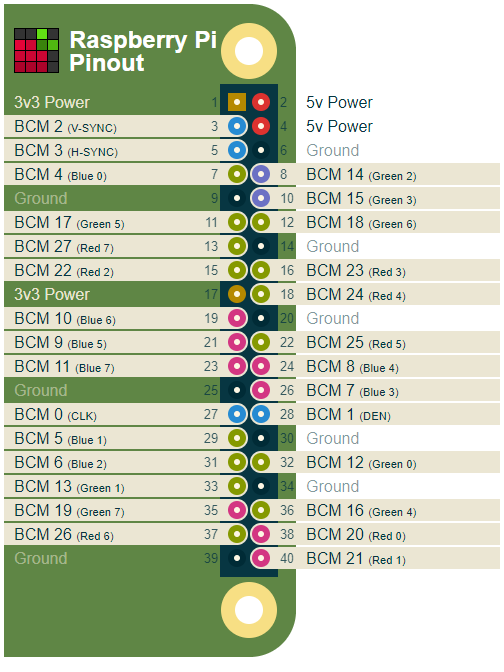 Raspberry Pi
Pinout
3v3 Power 1 2 5v Power
BCM 2 (V-SYNC) 3 4 5v Power
BCM 3 (H-SYNC) 5 6 Ground
BCM 4 (Blue 0) 7 8 BCM 14 (Green 2)
Ground 9 10 BCM 15 (Green 3)
BCM 17 (Green 5) 11 12 BCM 18 (Green 6)
BCM 27 (Red 7) 13 14 Ground
BCM 22 (Red 2) 15 16 BCM 23 (Red 3)
3v3 Power 17 18 BCM 24 (Red 4)
BCM 10 (Blue 6) 19 20 Ground
BCM 9 (Blue 5) 21 22 BCM 25 (Red 5)
BCM 11 (Blue 7) 23 24 BCM 8 (Blue 4)
Ground 25 26 BCM 7 (Blue 3)
BCM 0 (CLK) 27 28 BCM 1 (DEN)
BCM 5 (Blue 1) 29 30 Ground
BCM 6 (Blue 2) 31 32 BCM 12 (Green 0)
BCM 13 (Green 1) 33 34 Ground
BCM 19 (Green 7) 35 36 BCM 16 (Green 4)
BCM 26 (Red 6) 37 38 BCM 20 (Red 0)
Ground 39 40 BCM 21 (Red 1)